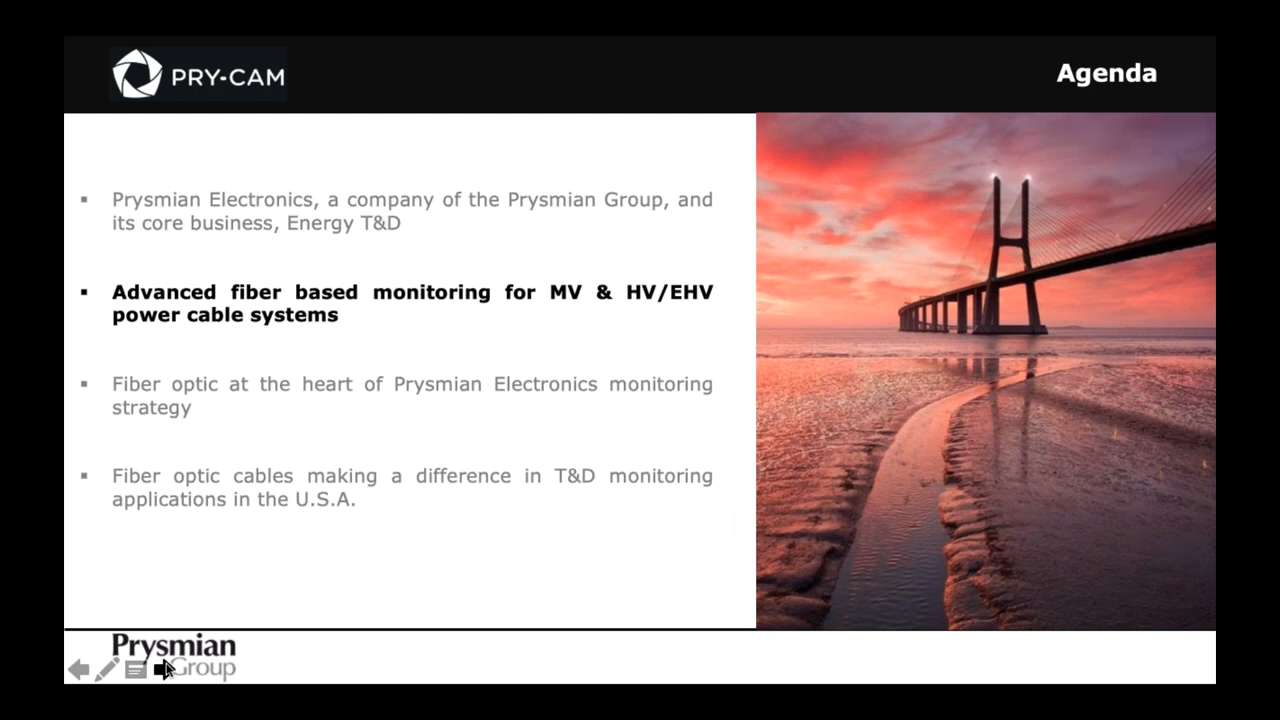 PRY-CAM
Agenda
▪ Prysmian Electronics, a company of the Prysmian Group, and
its core business, Energy T&D
▪ Advanced fiber based monitoring for MV & HV/EHV
power cable systems
▪ Fiber optic at the heart of Prysmian Electronics monitoring
strategy
▪ Fiber optic cables making a difference in T&D monitoring
applications in the U.S.A.
Prysmian
Group